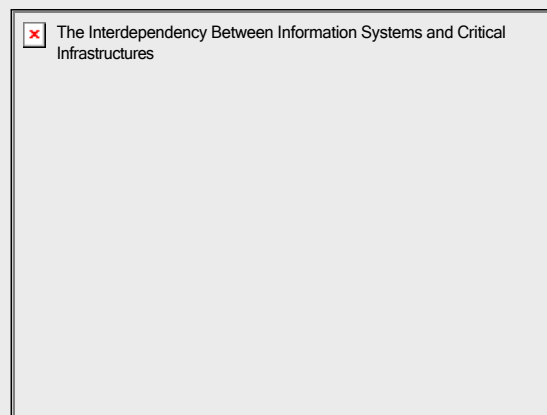 The Interdependency Between Information Systems and Critical
Infrastructures